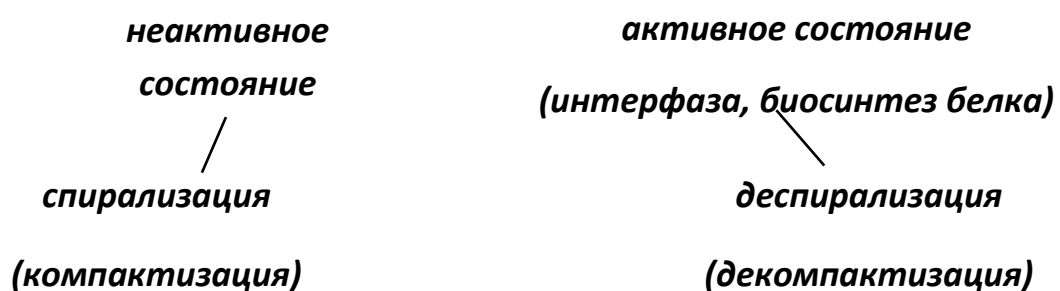 неактивное
состояние
спирализация
(компактизация)
активное состояние
(интерфаза, биосинтез белка)
деспирализация
(декомпактизация)